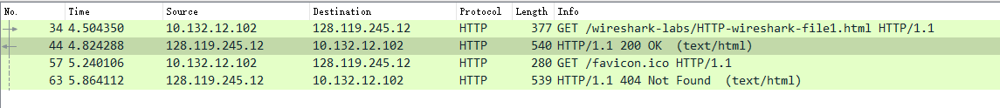 No. Time Source Destination Protocol Length Info
34 4.504350 10.132.12.102 128.119.245.12 HTTP 377 GET /wireshark-labs/HTTP-wireshark-file1.html HTTP/1.1
44 4.824288 128.119.245.12 10.132.12.102 HTTP 540 HTTP/1.1 200 OK  (text/html)
57 5.240106 10.132.12.102 128.119.245.12 HTTP 280 GET /favicon.ico HTTP/1.1
63 5.864112 128.119.245.12 10.132.12.102 HTTP 539 HTTP/1.1 404 Not Found  (text/html)